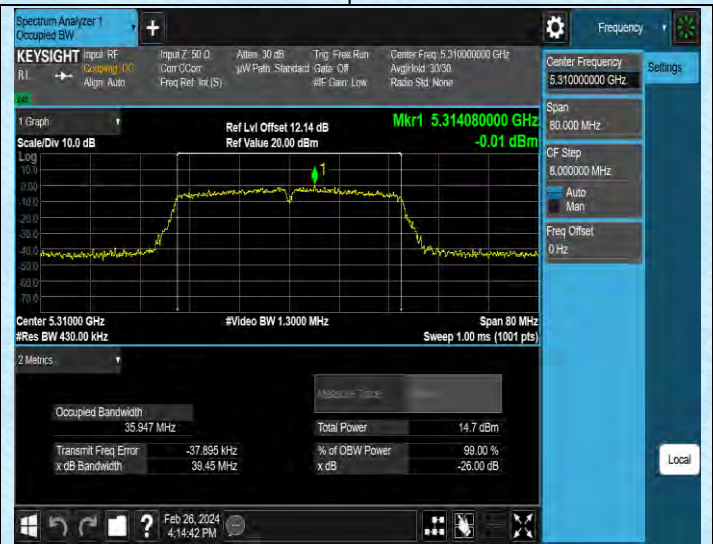 Spectrum Analyzer 1
Occupied BW
+
Frequency
KEYSIGHT Input: RF Input Z: 50 Ω Atten: 30 dB Trig: Free Run Center Freq: 5.310000000 GHz
RL Coupling: DC Corr CCorr µW Path: Standard Gate: Off Avg|Hold: 30/30
Align: Auto Freq Ref: Int (S) #IF Gain: Low Radio Std: None
Center Frequency
5.310000000 GHz
Settings
Span
80.000 MHz
CF Step
8.000000 MHz
Auto
Man
Freq Offset
0 Hz
1 Graph
Ref Lvl Offset 12.14 dB
Mkr1 5.314080000 GHz
Scale/Div 10.0 dB
Ref Value 20.00 dBm
-0.01 dBm
Log
10.0
1
0.00
-10.0
-20.0
-30.0
-40.0
-50.0
-60.0
-70.0
Center 5.31000 GHz
#Video BW 1.3000 MHz
Span 80 MHz
#Res BW 430.00 kHz
Sweep 1.00 ms (1001 pts)
2 Metrics
Measure Trace
Occupied Bandwidth
35.947 MHz
Total Power 14.7 dBm
Transmit Freq Error -37.895 kHz
% of OBW Power 99.00 %
x dB Bandwidth 39.45 MHz
x dB -26.00 dB
Local
?
Feb 26, 2024
4:14:42 PM